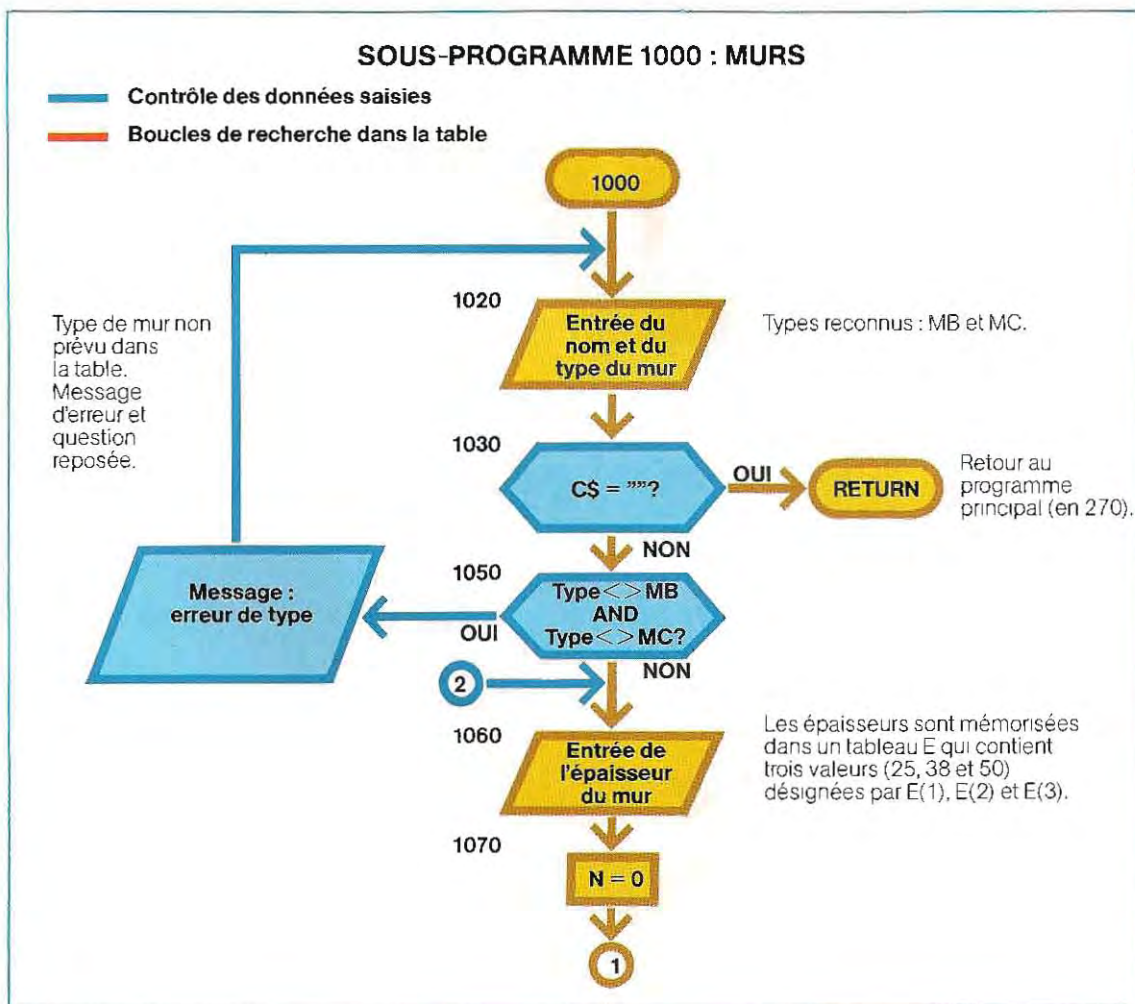 SOUS-PROGRAMME 1000 : MURS
Contrôle des données saisies
Boucles de recherche dans la table
1000
1020
Entrée du
nom et du
type du mur
Types reconnus : MB et MC.
Type de mur non
prévu dans
la table.
Message
d'erreur et
question
reposée.
1030
C$ = ””?
OUI
RETURN
Retour au
programme
principal (en 270).
NON
1050
Type<>MB
AND
Type<>MC?
OUI
Message :
erreur de type
NON
2
1060
Entrée de
l'épaisseur
du mur
Les épaisseurs sont mémorisées
dans un tableau E qui contient
trois valeurs (25, 38 et 50)
désignées par E(1), E(2) et E(3).
1070
N = 0
1